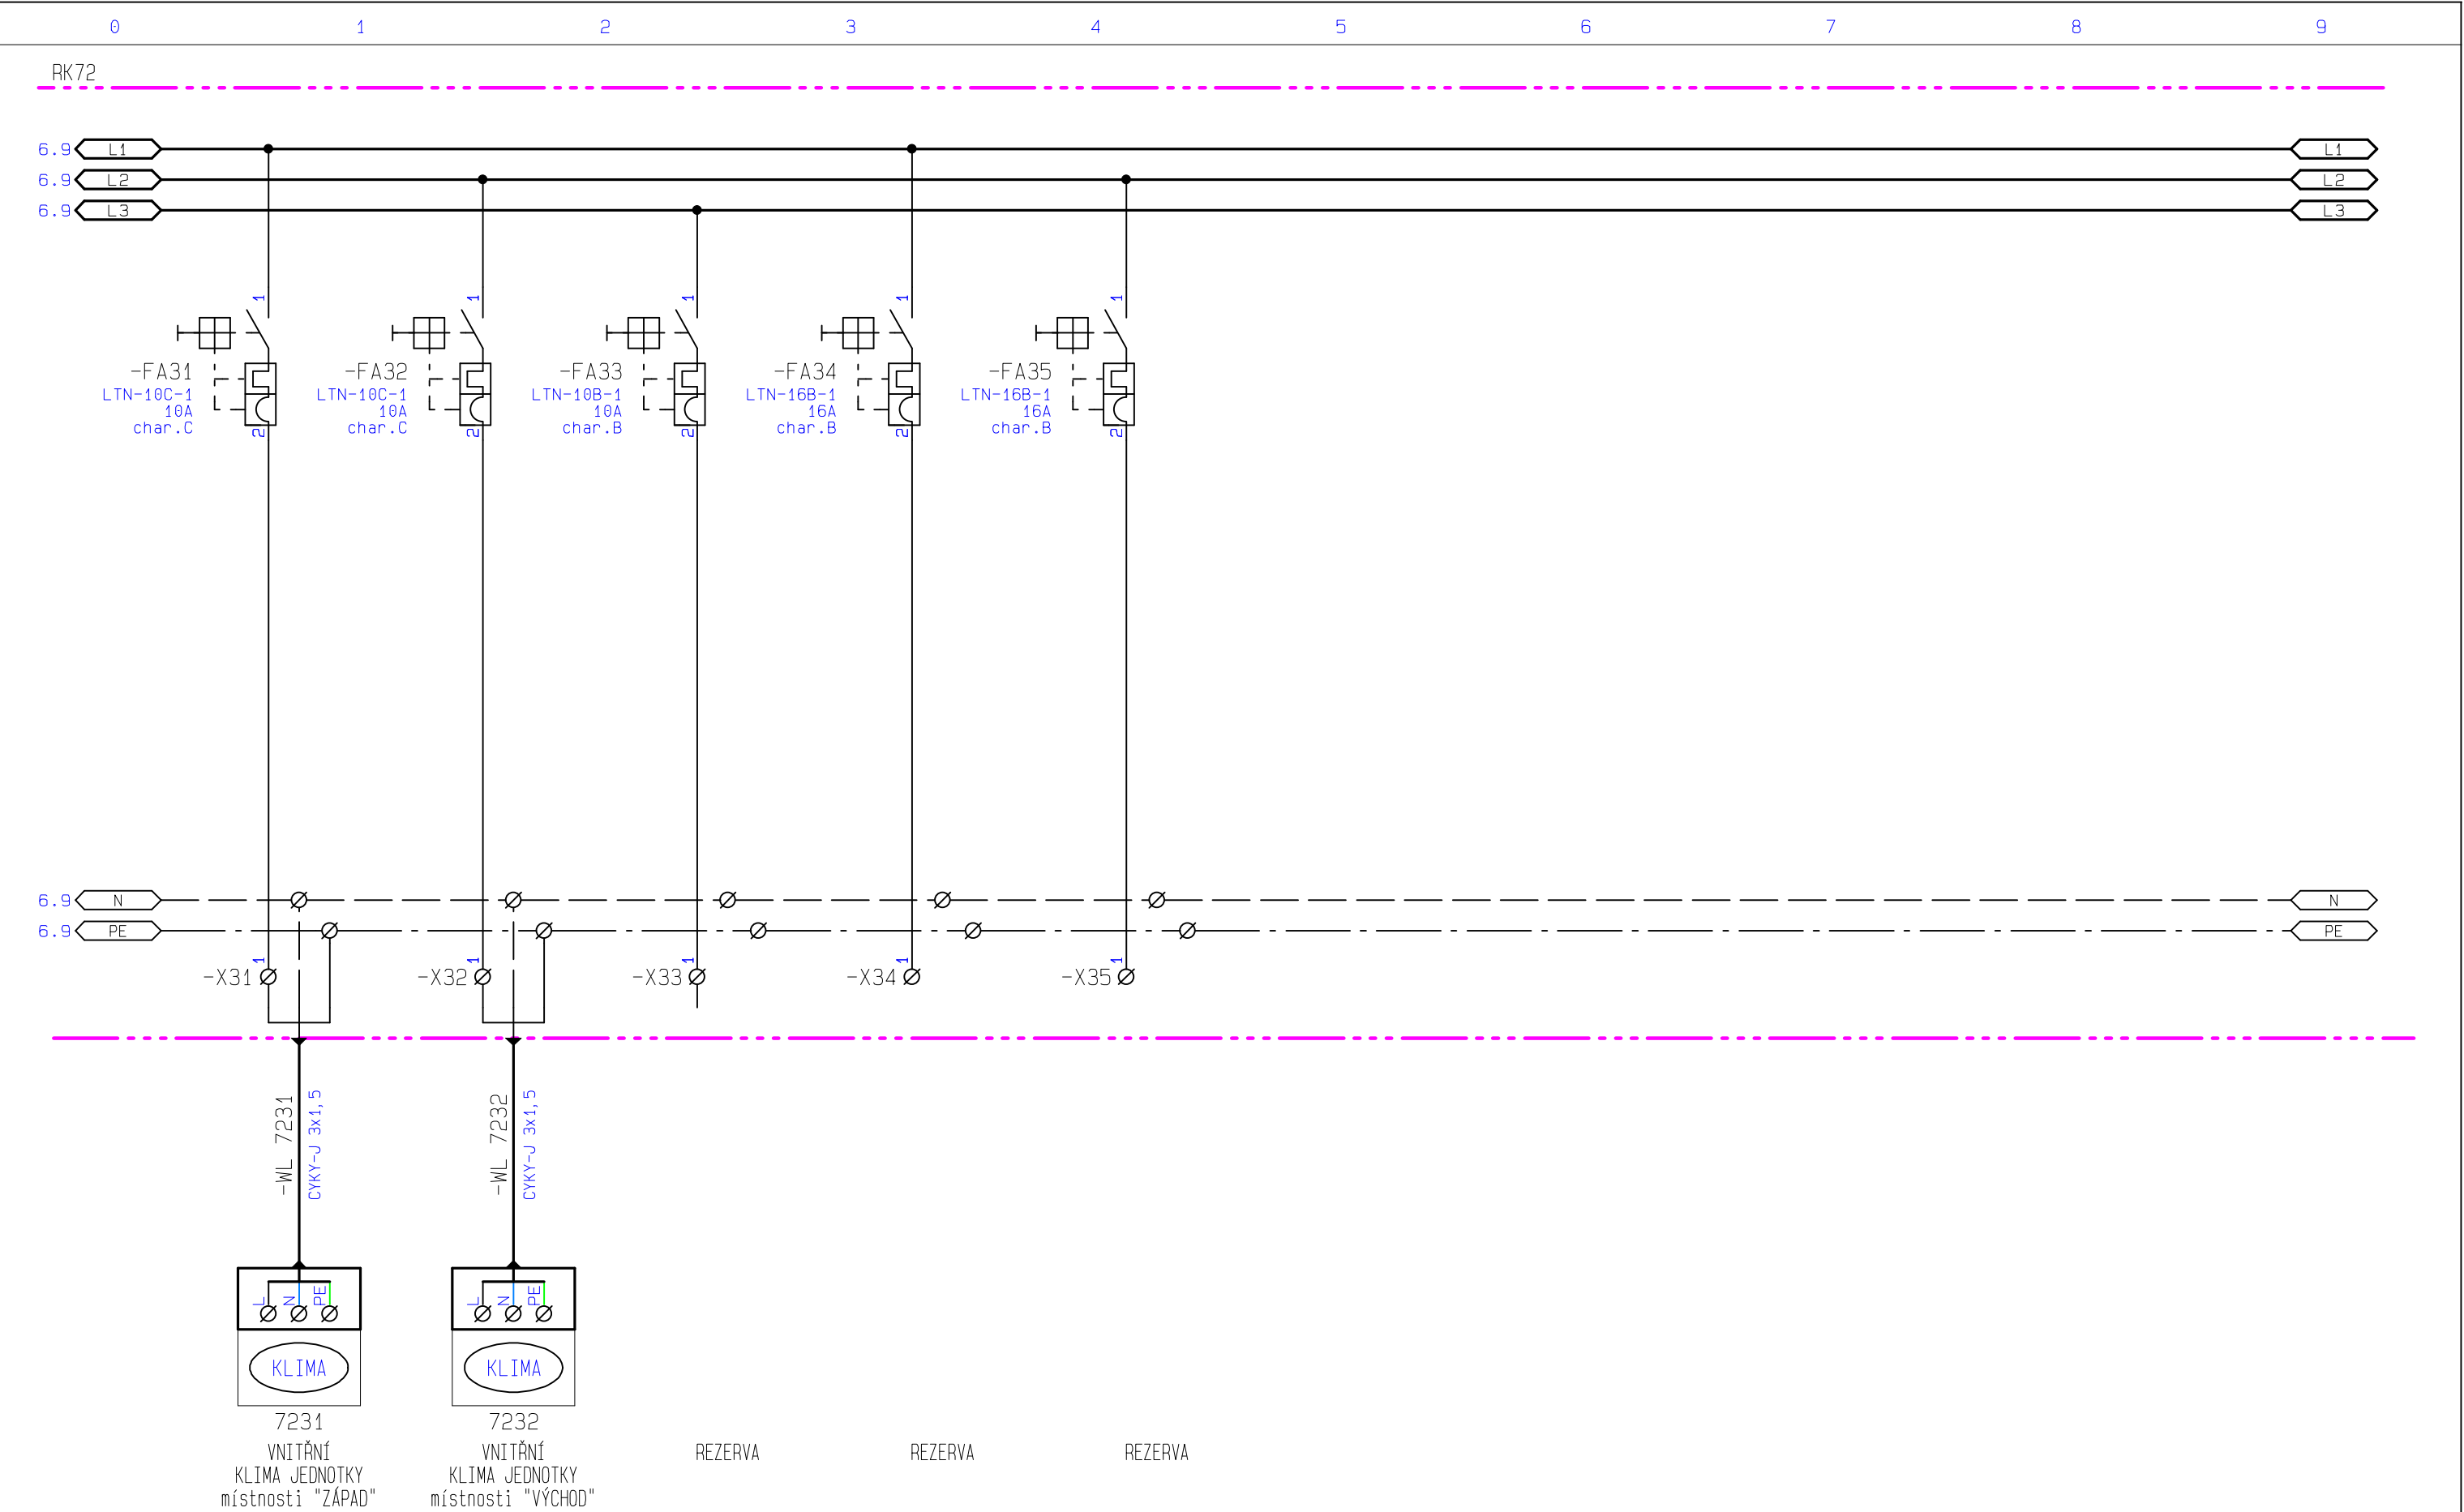 0 1 2 3 4 5 6 7 8 9
RK72
6.9 L1 L1
6.9 L2 L2
6.9 L3 L3
1 1 1 1 1
-FA31 -FA32 -FA33 -FA34 -FA35
LTN-10C-1 LTN-10C-1 LTN-10B-1 LTN-16B-1 LTN-16B-1
10A 10A 10A 16A 16A
char.C char.C char.B char.B char.B
2 2 2 2 2
6.9 N N
6.9 PE PE
1 1 1 1 1
-X31 -X32 -X33 -X34 -X35
-WL 7231
CYKY-J 3x1,5
-WL 7232
CYKY-J 3x1,5
L N PE L N PE
KLIMA KLIMA
7231 7232
VNITŘNÍ VNITŘNÍ REZERVA REZERVA REZERVA
KLIMA JEDNOTKY KLIMA JEDNOTKY
místnosti "ZÁPAD" místnosti "VÝCHOD"